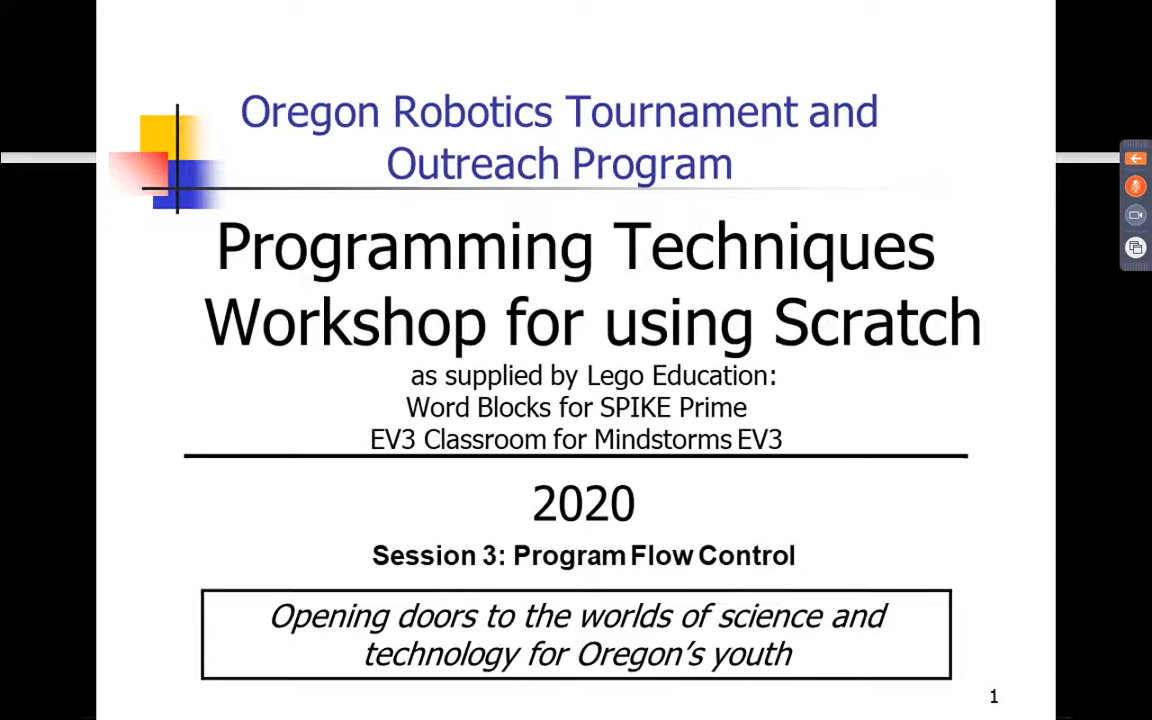 Oregon Robotics Tournament and
Outreach Program
Programming Techniques
Workshop for using Scratch
as supplied by Lego Education:
Word Blocks for SPIKE Prime
EV3 Classroom for Mindstorms EV3
2020
Session 3: Program Flow Control
Opening doors to the worlds of science and
technology for Oregon’s youth
1